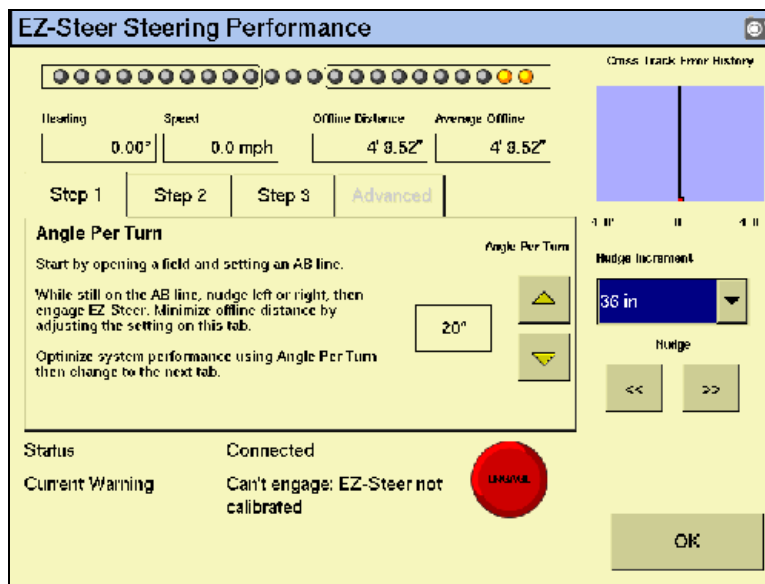 EZ-Steer Steering Performance
Cross Track Error History
Heading
Speed
Offline Distance
Average Offline
0.00°
0.0 mph
4' 9.52"
4' 9.52"
Step 1
Step 2
Step 3
Advanced
Angle Per Turn
Angle Per Turn
Start by opening a field and setting an AB line.
While still on the AB line, nudge left or right, then
engage EZ Steer. Minimize offline distance by
adjusting the setting on this tab.
20°
Optimize system performance using Angle Per Turn
then change to the next tab.
0
Nudge Increment
36 in
Nudge
<<
>>
Status
Connected
Current Warning
Can't engage: EZ-Steer not
calibrated
ENGAGE
OK